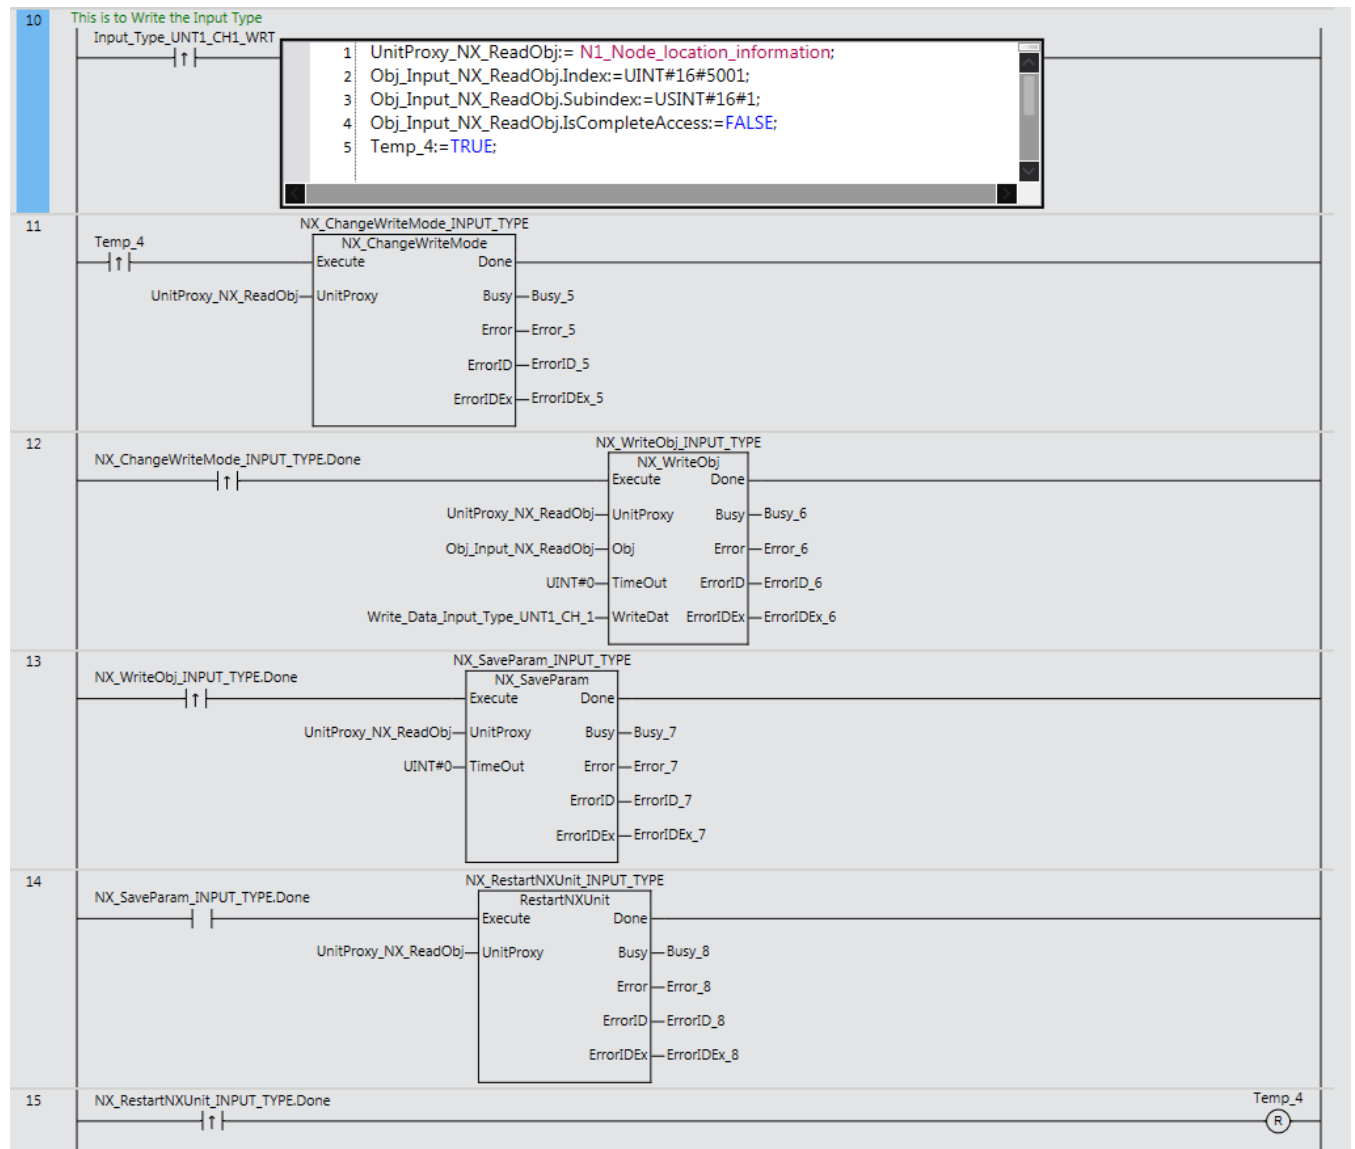 10
This is to Write the Input Type
Input_Type_UNT1_CH1_WRT
1 UnitProxy_NX_ReadObj:= N1_Node_location_information;
2 Obj_Input_NX_ReadObj.Index:=UINT#16#5001;
3 Obj_Input_NX_ReadObj.Subindex:=USINT#16#1;
4 Obj_Input_NX_ReadObj.IsCompleteAccess:=FALSE;
5 Temp_4:=TRUE;
11
NX_ChangeWriteMode_INPUT_TYPE
Temp_4 NX_ChangeWriteMode
Execute Done
UnitProxy_NX_ReadObj UnitProxy Busy Busy_5
Error Error_5
ErrorID ErrorID_5
ErrorIDEx ErrorIDEx_5
12
NX_WriteObj_INPUT_TYPE
NX_ChangeWriteMode_INPUT_TYPE.Done NX_WriteObj
Execute Done
UnitProxy_NX_ReadObj UnitProxy Busy Busy_6
Obj_Input_NX_ReadObj Obj Error Error_6
UINT#0 TimeOut ErrorID ErrorID_6
Write_Data_Input_Type_UNT1_CH_1 WriteDat ErrorIDEx ErrorIDEx_6
13
NX_SaveParam_INPUT_TYPE
NX_WriteObj_INPUT_TYPE.Done NX_SaveParam
Execute Done
UnitProxy_NX_ReadObj UnitProxy Busy Busy_7
UINT#0 TimeOut Error Error_7
ErrorID ErrorID_7
ErrorIDEx ErrorIDEx_7
14
NX_RestartNXUnit_INPUT_TYPE
NX_SaveParam_INPUT_TYPE.Done RestartNXUnit
Execute Done
UnitProxy_NX_ReadObj UnitProxy Busy Busy_8
Error Error_8
ErrorID ErrorID_8
ErrorIDEx ErrorIDEx_8
15
NX_RestartNXUnit_INPUT_TYPE.Done Temp_4
R